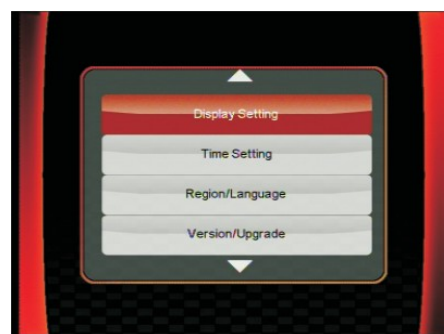 Display Setting
Time Setting
Region/Language
Version/Upgrade